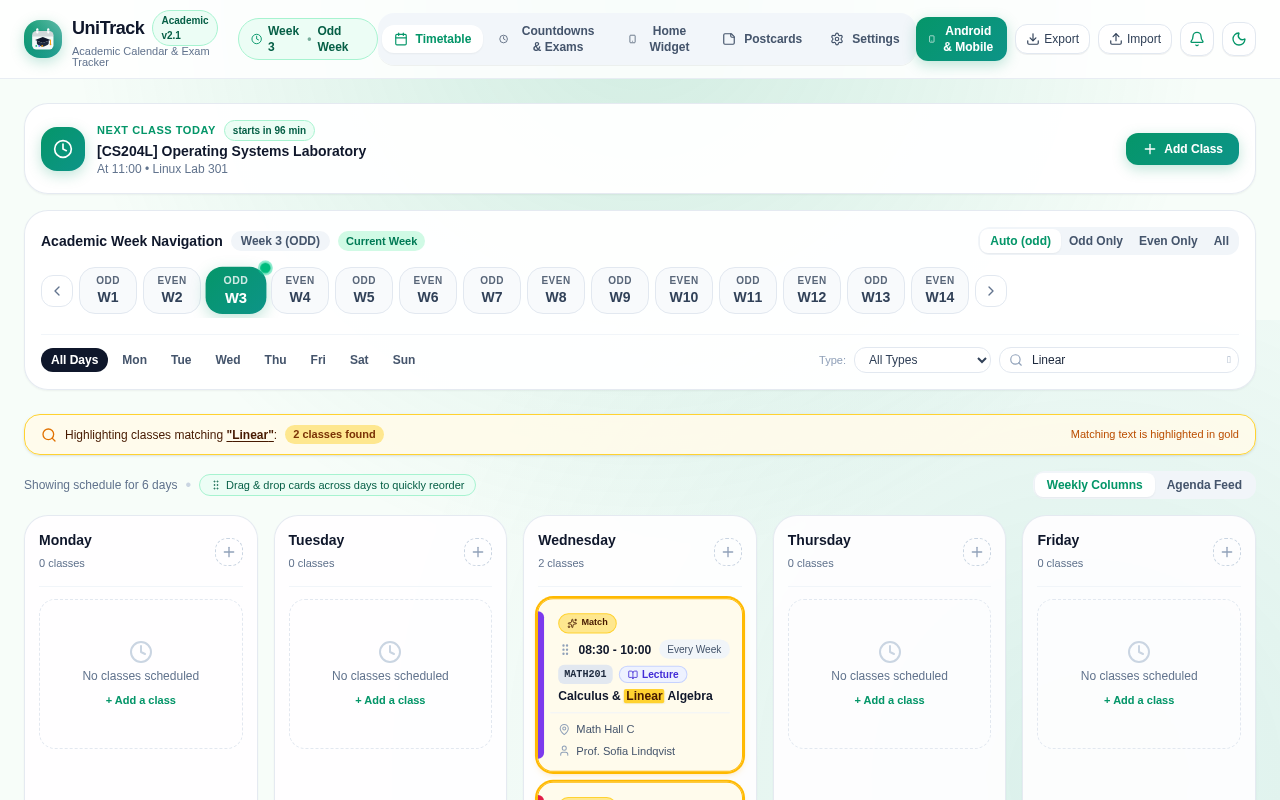 UniTrack
Academic v2.1
Academic Calendar & Exam Tracker
Week 3 • Odd Week
Timetable
Countdowns & Exams
Home Widget
Postcards
Settings
Android & Mobile
Export
Import
NEXT CLASS TODAY
starts in 96 min
[CS204L] Operating Systems Laboratory
At 11:00 • Linux Lab 301
Add Class
Academic Week Navigation
Week 3 (ODD)
Current Week
Auto (odd)
Odd Only
Even Only
All
ODD W1
EVEN W2
ODD W3
EVEN W4
ODD W5
EVEN W6
ODD W7
EVEN W8
ODD W9
EVEN W10
ODD W11
EVEN W12
ODD W13
EVEN W14
All Days
Mon
Tue
Wed
Thu
Fri
Sat
Sun
Type:
All Types
Linear
Highlighting classes matching "Linear":
2 classes found
Matching text is highlighted in gold
Showing schedule for 6 days •
Drag & drop cards across days to quickly reorder
Weekly Columns
Agenda Feed
Monday
0 classes
No classes scheduled
+ Add a class
Tuesday
0 classes
No classes scheduled
+ Add a class
Wednesday
2 classes
Match
08:30 - 10:00
Every Week
MATH201
Lecture
Calculus & Linear Algebra
Math Hall C
Prof. Sofia Lindqvist
Thursday
0 classes
No classes scheduled
+ Add a class
Friday
0 classes
No classes scheduled
+ Add a class